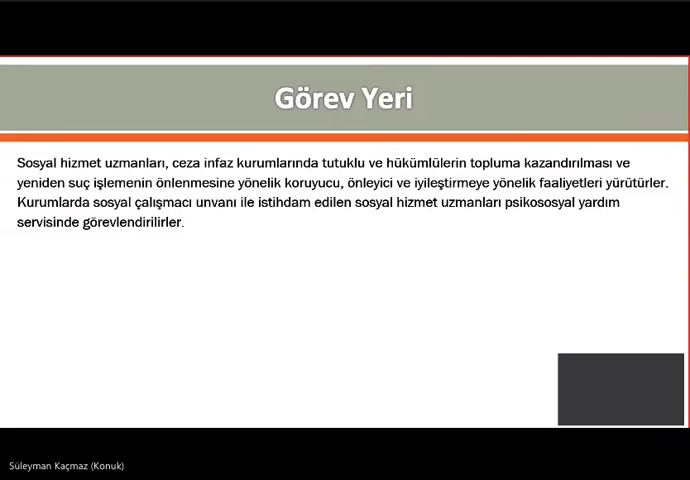 Görev Yeri
Sosyal hizmet uzmanları, ceza infaz kurumlarında tutuklu ve hükümlülerin topluma kazandırılması ve
yeniden suç işlemenin önlenmesine yönelik koruyucu, önleyici ve iyileştirmeye yönelik faaliyetleri yürütürler.
Kurumlarda sosyal çalışmacı unvanı ile istihdam edilen sosyal hizmet uzmanları psikososyal yardım
servisinde görevlendirilirler.
Süleyman Kaçmaz (Konuk)